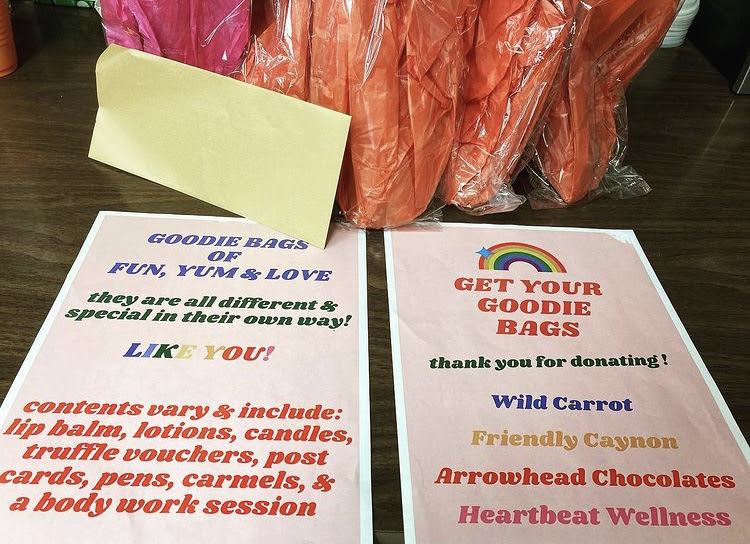 GOODIE BAGS
OF
FUN, YUM & LOVE
they are all different &
special in their own way!
LIKE YOU!
contents vary & include:
lip balm, lotions, candles,
truffle vouchers, post
cards, pens, carmels, &
a body work session
GET YOUR
GOODIE
BAGS
thank you for donating !
Wild Carrot
Friendly Caynon
Arrowhead Chocolates
Heartbeat Wellness